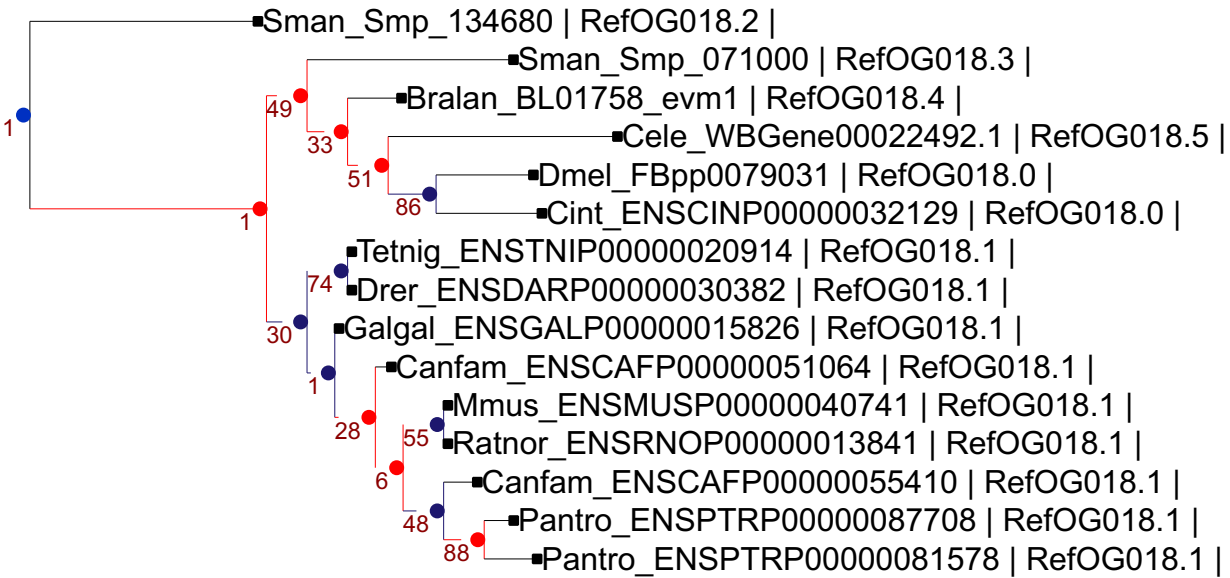 Sman_Smp_134680 | RefOG018.2 |
Sman_Smp_071000 | RefOG018.3 |
49
Bralan_BL01758_evm1 | RefOG018.4 |
1
33
Cele_WBGene00022492.1 | RefOG018.5 |
51
Dmel_FBpp0079031 | RefOG018.0 |
86
Cint_ENSCINP00000032129 | RefOG018.0 |
1
Tetnig_ENSTNIP00000020914 | RefOG018.1 |
74
Drer_ENSDARP00000030382 | RefOG018.1 |
30
Galgal_ENSGALP00000015826 | RefOG018.1 |
Canfam_ENSCAFP00000051064 | RefOG018.1 |
1
Mmus_ENSMUSP00000040741 | RefOG018.1 |
28
55
Ratnor_ENSRNOP00000013841 | RefOG018.1 |
6
Canfam_ENSCAFP00000055410 | RefOG018.1 |
48
Pantro_ENSPTRP00000087708 | RefOG018.1 |
88
Pantro_ENSPTRP00000081578 | RefOG018.1 |